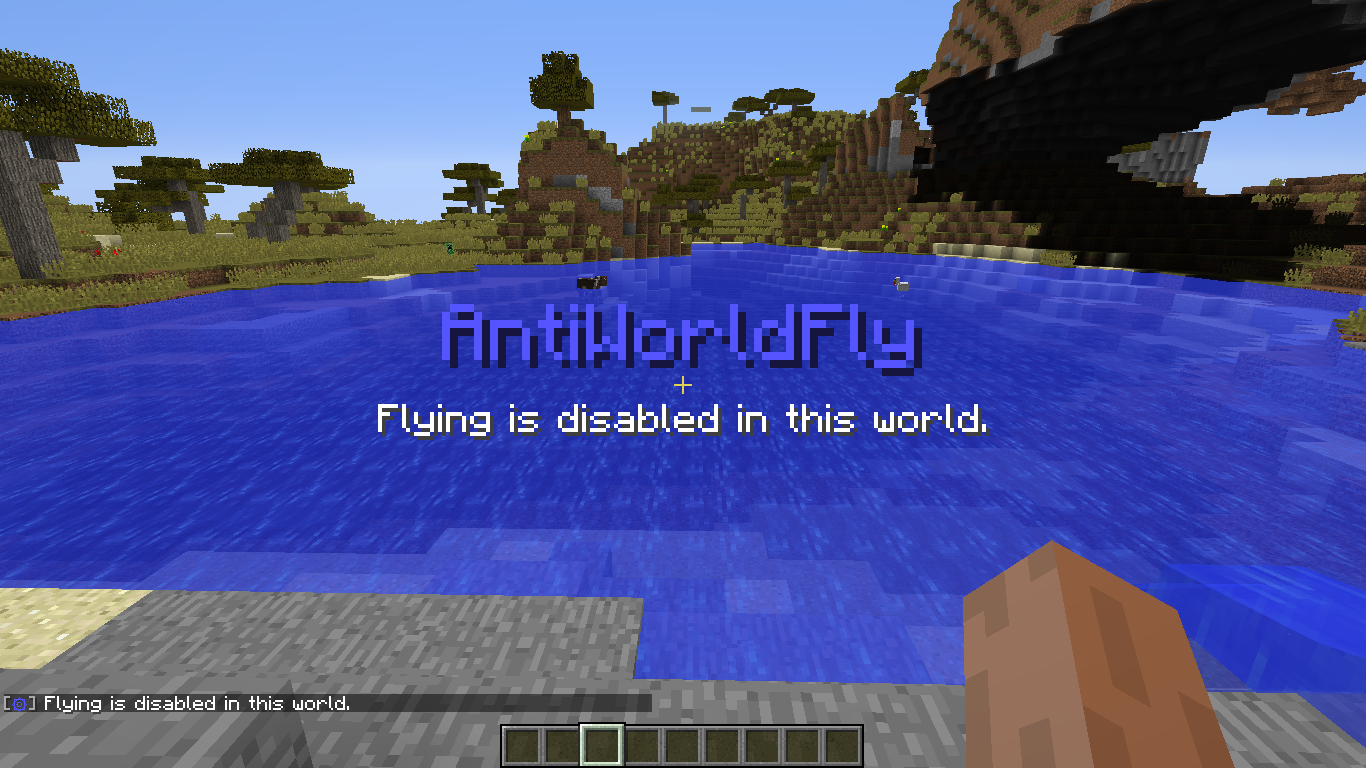 AntiWorldFly
Flying is disabled in this world.
[۞] Flying is disabled in this world.